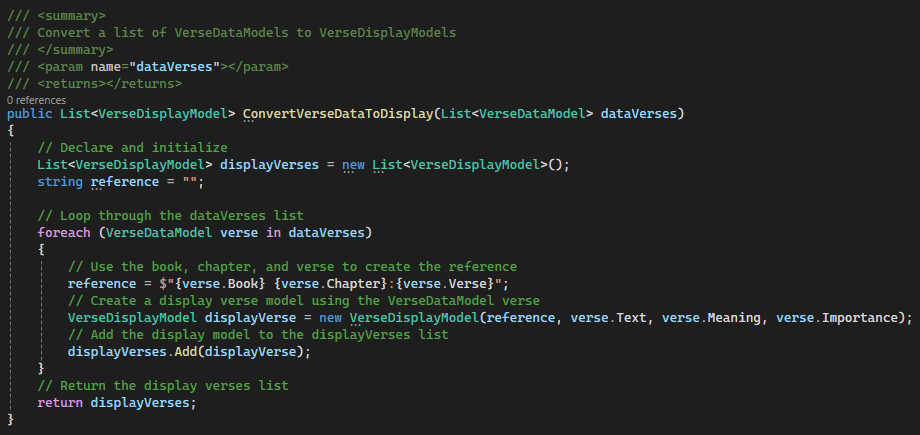 /// <summary>
/// Convert a list of VerseDataModels to VerseDisplayModels
/// </summary>
/// <param name="dataVerses"></param>
/// <returns></returns>
0 references
public List<VerseDisplayModel> ConvertVerseDataToDisplay(List<VerseDataModel> dataVerses)
{
    // Declare and initialize
    List<VerseDisplayModel> displayVerses = new List<VerseDisplayModel>();
    string reference = "";

    // Loop through the dataVerses list
    foreach (VerseDataModel verse in dataVerses)
    {
        // Use the book, chapter, and verse to create the reference
        reference = $"{verse.Book} {verse.Chapter}:{verse.Verse}";
        // Create a display verse model using the VerseDataModel verse
        VerseDisplayModel displayVerse = new VerseDisplayModel(reference, verse.Text, verse.Meaning, verse.Importance);
        // Add the display model to the displayVerses list
        displayVerses.Add(displayVerse);
    }
    // Return the display verses list
    return displayVerses;
}